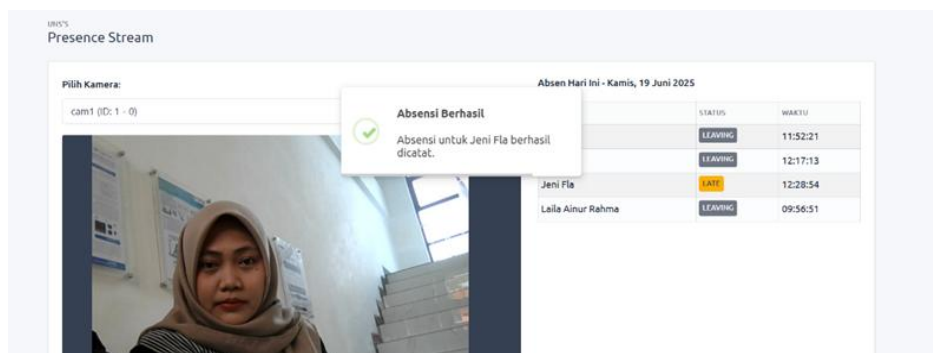 UNS'S
Presence Stream
Pilih Kamera:
cam1 (ID: 1 - 0)
Absen Hari Ini - Kamis, 19 Juni 2025
Absensi Berhasil
Absensi untuk Jeni Fla berhasil
dicatat.
STATUS WAKTU
LEAVING 11:52:21
LEAVING 12:17:13
Jeni Fla LATE 12:28:54
Laila Ainur Rahma LEAVING 09:56:51